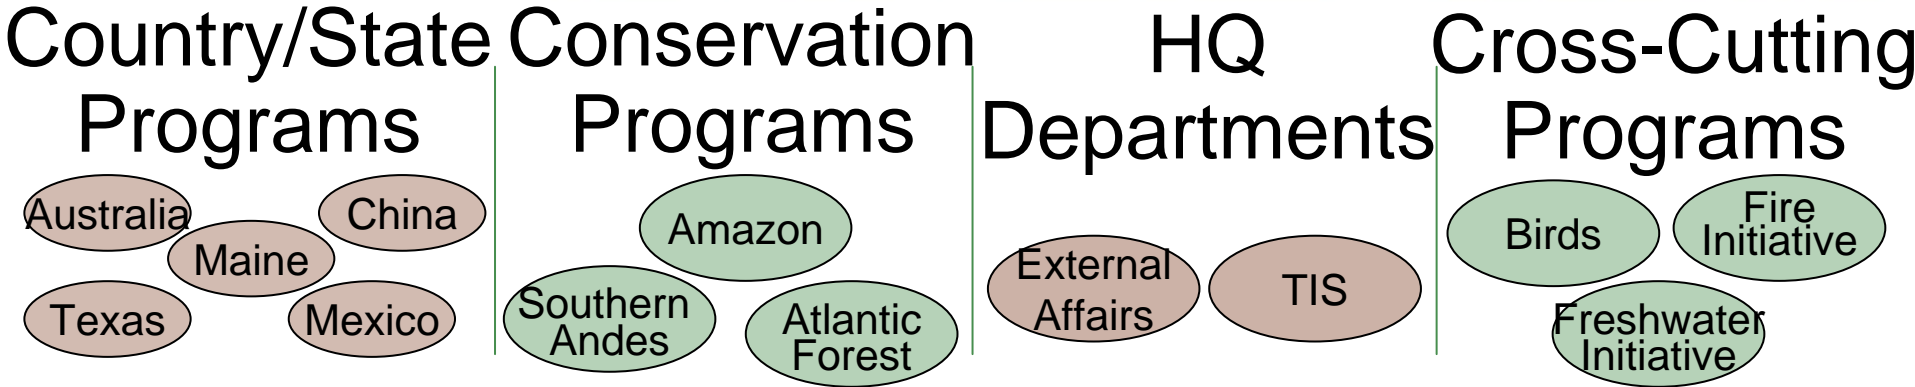 Country/State
Programs
Australia
China
Maine
Texas
Mexico
Conservation
Programs
Amazon
Southern
Andes
Atlantic
Forest
HQ
Departments
External
Affairs
TIS
Cross-Cutting
Programs
Birds
Fire
Initiative
Freshwater
Initiative